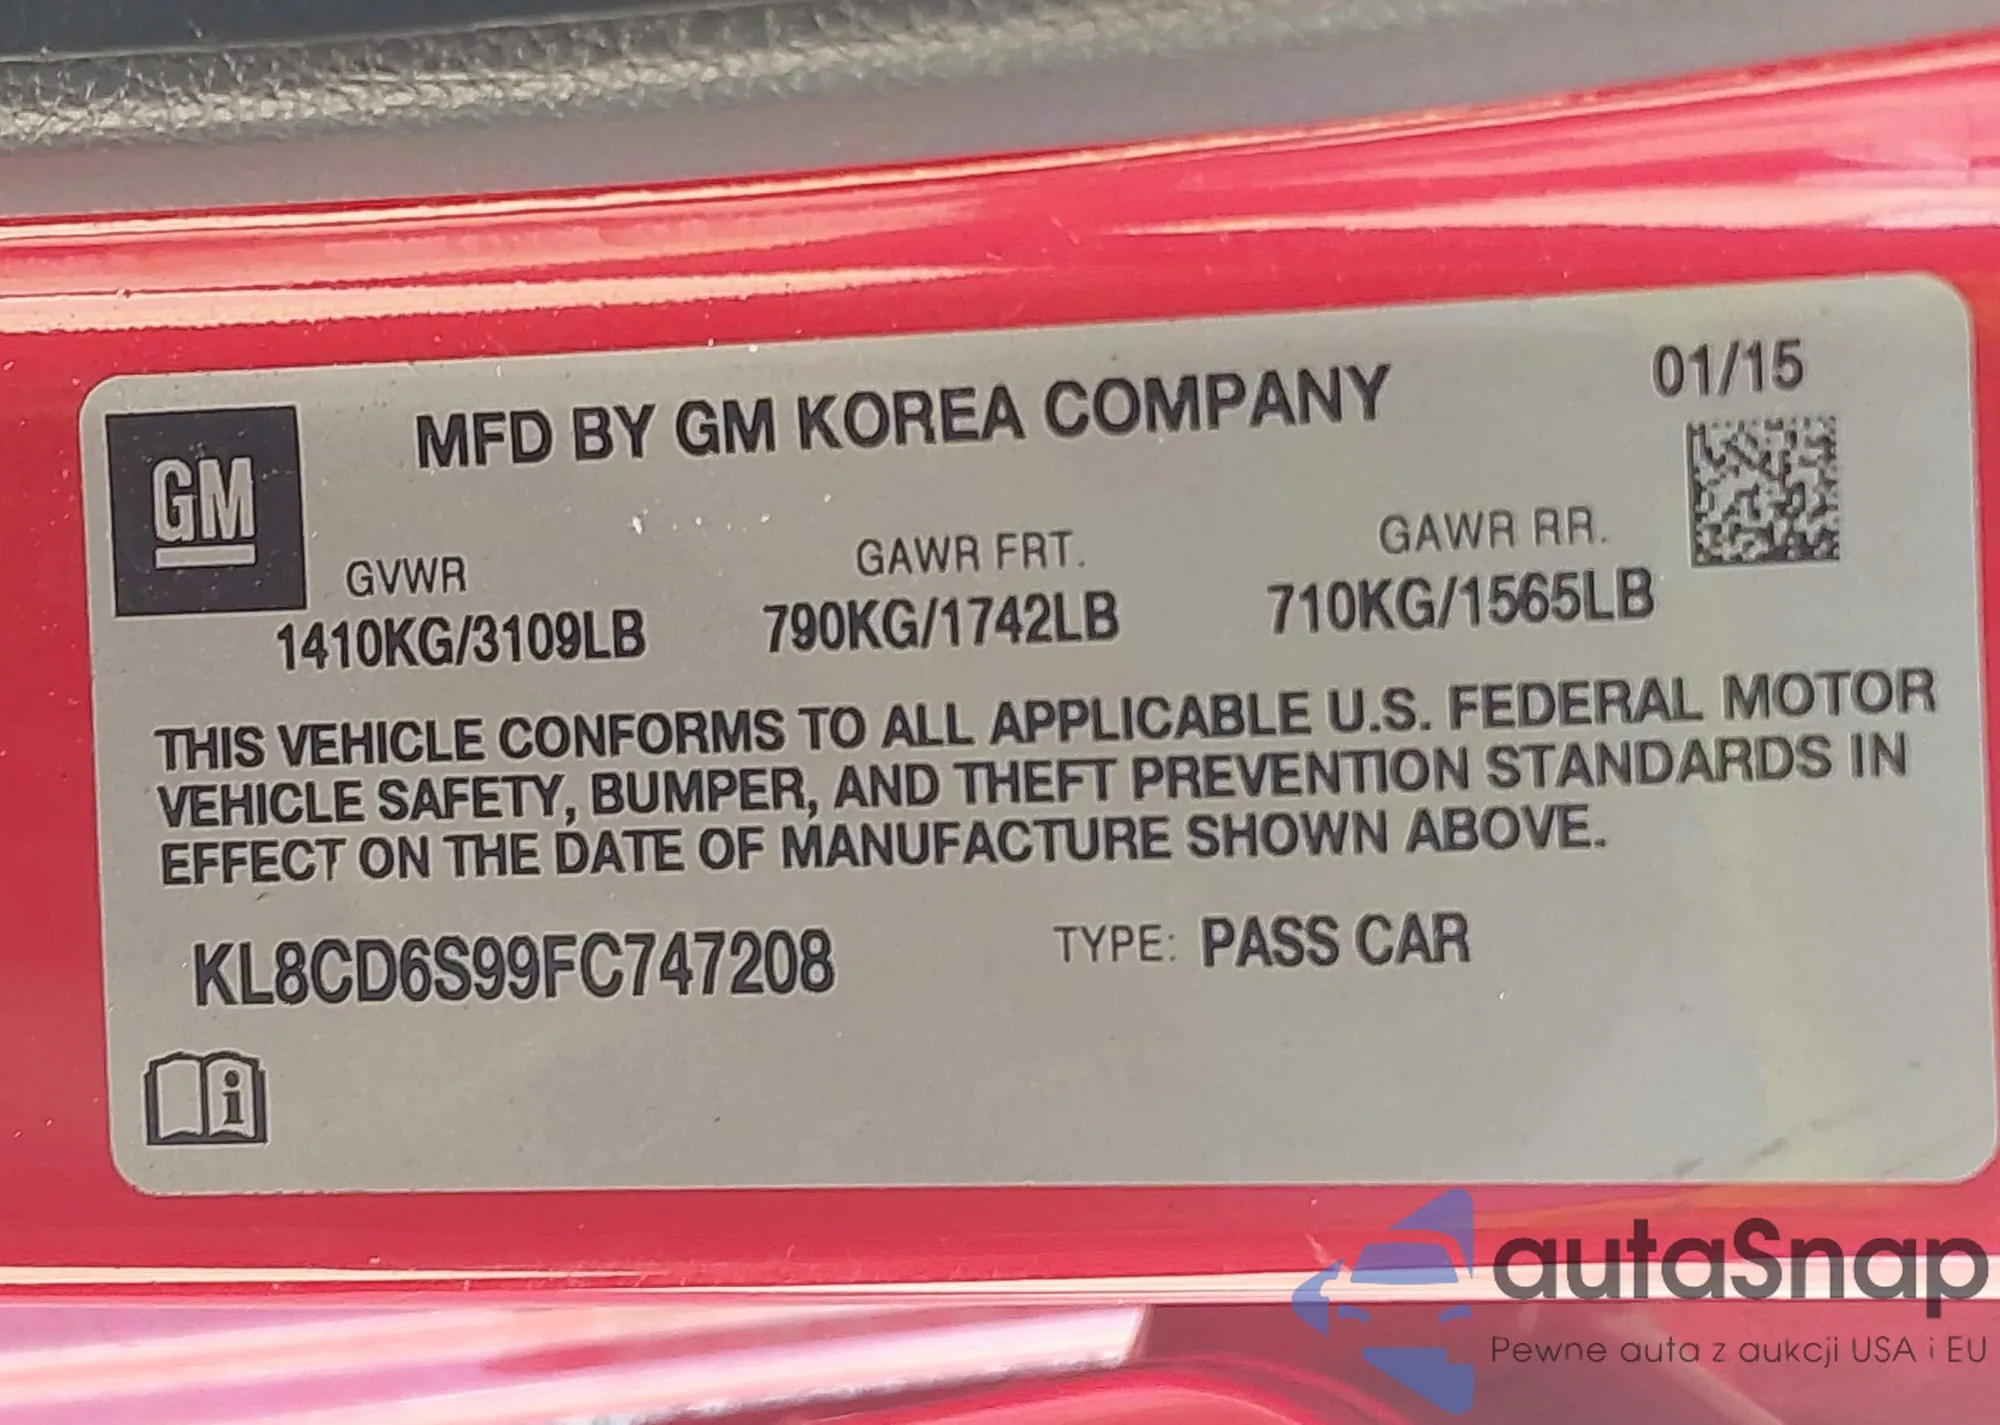 MFD BY GM KOREA COMPANY
01/15
GM
GVWR
GAWR FRT.
GAWR RR.
1410KG/3109LB
790KG/1742LB
710KG/1565LB
THIS VEHICLE CONFORMS TO ALL APPLICABLE U.S. FEDERAL MOTOR
VEHICLE SAFETY, BUMPER, AND THEFT PREVENTION STANDARDS IN
EFFECT ON THE DATE OF MANUFACTURE SHOWN ABOVE.
KL8CD6S99FC747208
TYPE: PASS CAR
i
autaSnap
Pewne auta z aukcji USA i EU